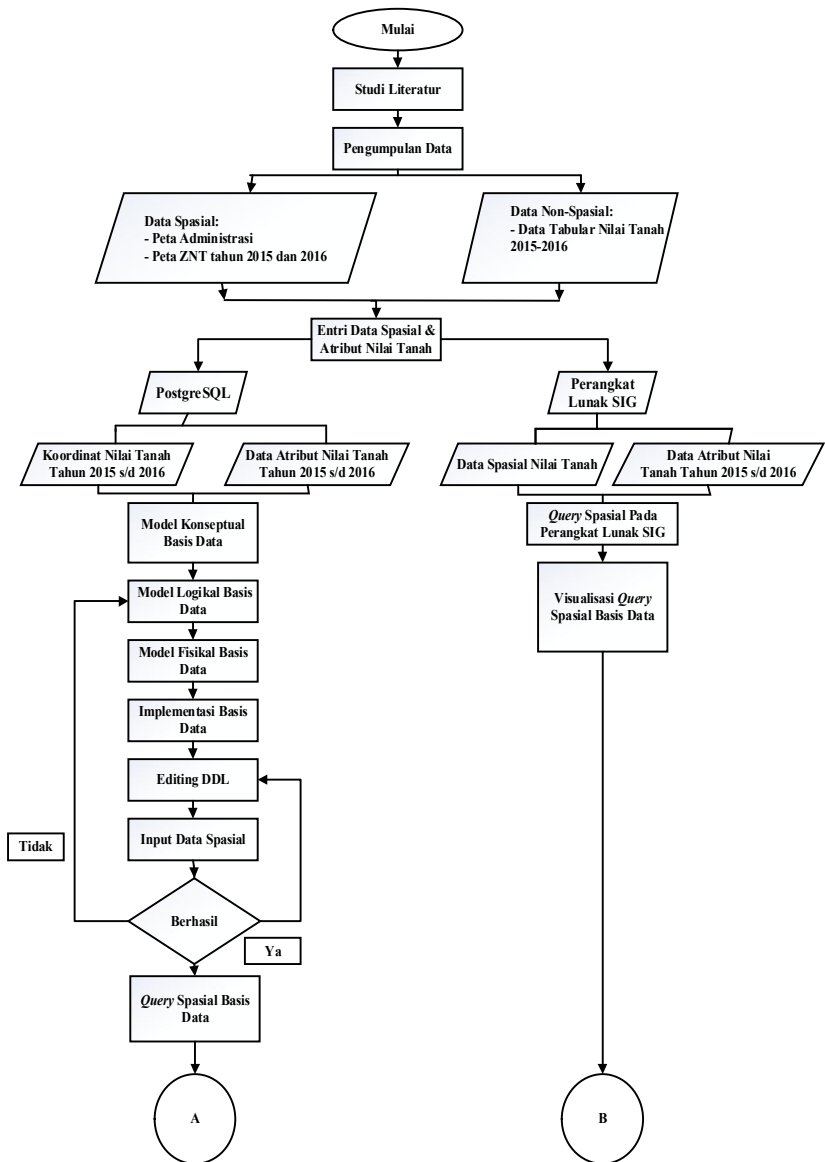 Mulai
Studi Literatur
Pengumpulan Data
Data Spasial:
- Peta Administrasi
- Peta ZNT tahun 2015 dan 2016
Data Non-Spasial:
- Data Tabular Nilai Tanah
2015-2016
Entri Data Spasial &
Atribut Nilai Tanah
PostgreSQL
Perangkat
Lunak SIG
Koordinat Nilai Tanah
Tahun 2015 s/d 2016
Data Atribut Nilai Tanah
Tahun 2015 s/d 2016
Data Spasial Nilai Tanah
Data Atribut Nilai
Tanah Tahun 2015 s/d 2016
Model Konseptual
Basis Data
Query Spasial Pada
Perangkat Lunak SIG
Model Logikal Basis
Data
Visualisasi Query
Spasial Basis Data
Model Fisikal Basis
Data
Implementasi Basis
Data
Editing DDL
Input Data Spasial
Tidak
Berhasil
Ya
Query Spasial Basis
Data
A
B